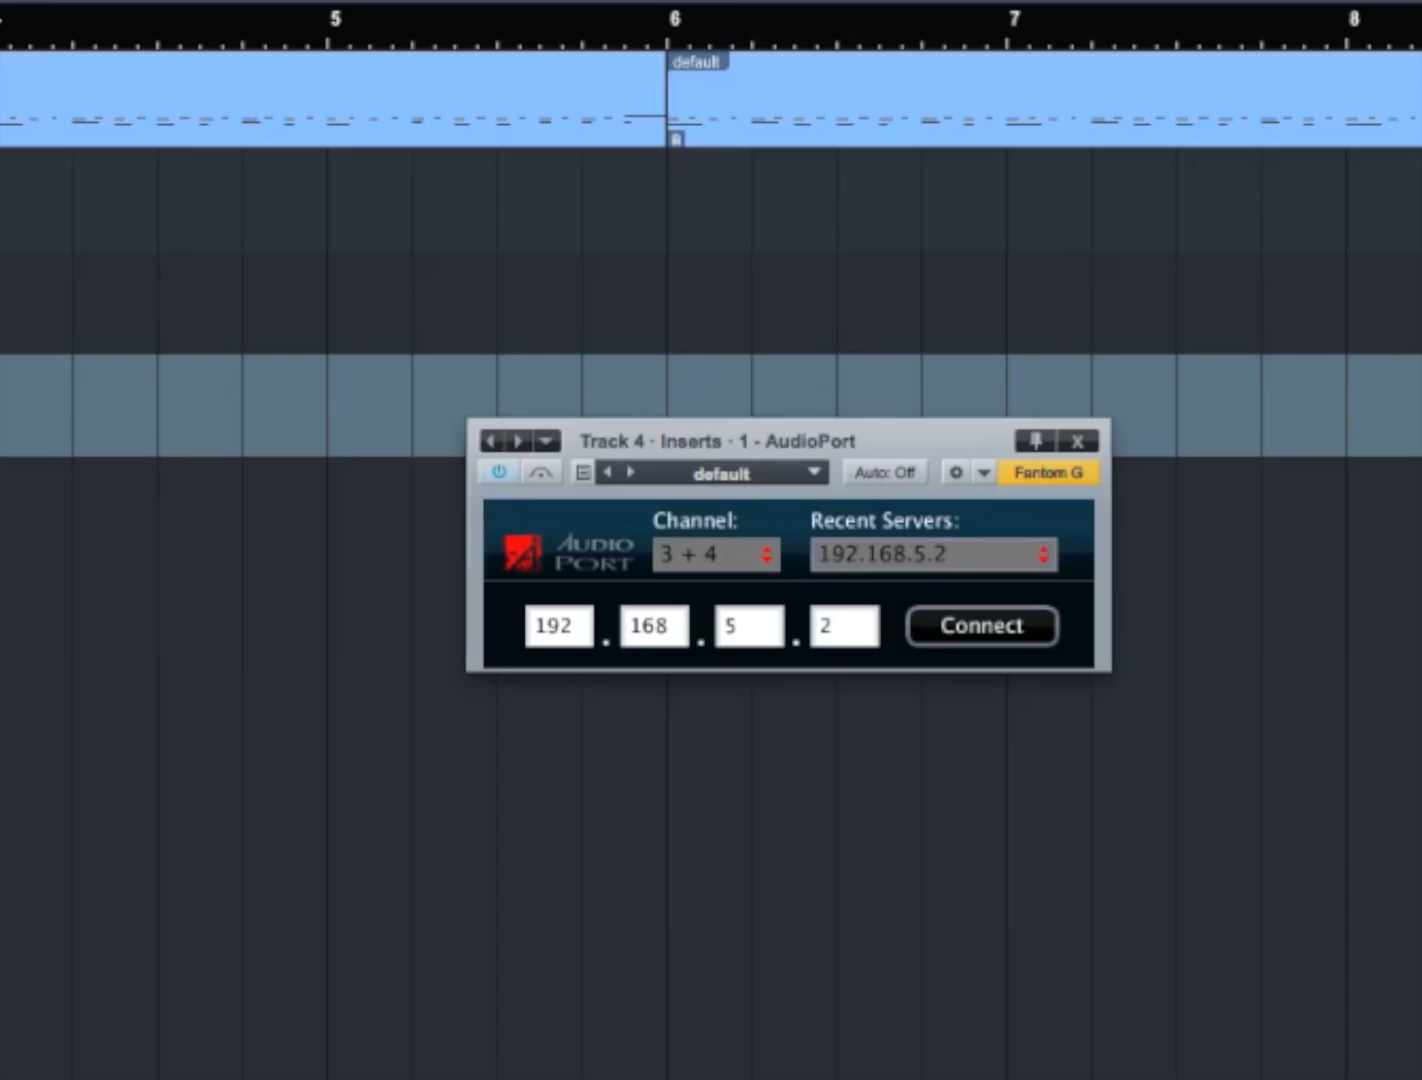 5 6 7 8
default
Track 4 · Inserts · 1 - AudioPort X
default Auto: Off Fantom G
Channel: Recent Servers:
AUDIO PORT 3 + 4 192.168.5.2
192 . 168 . 5 . 2 Connect